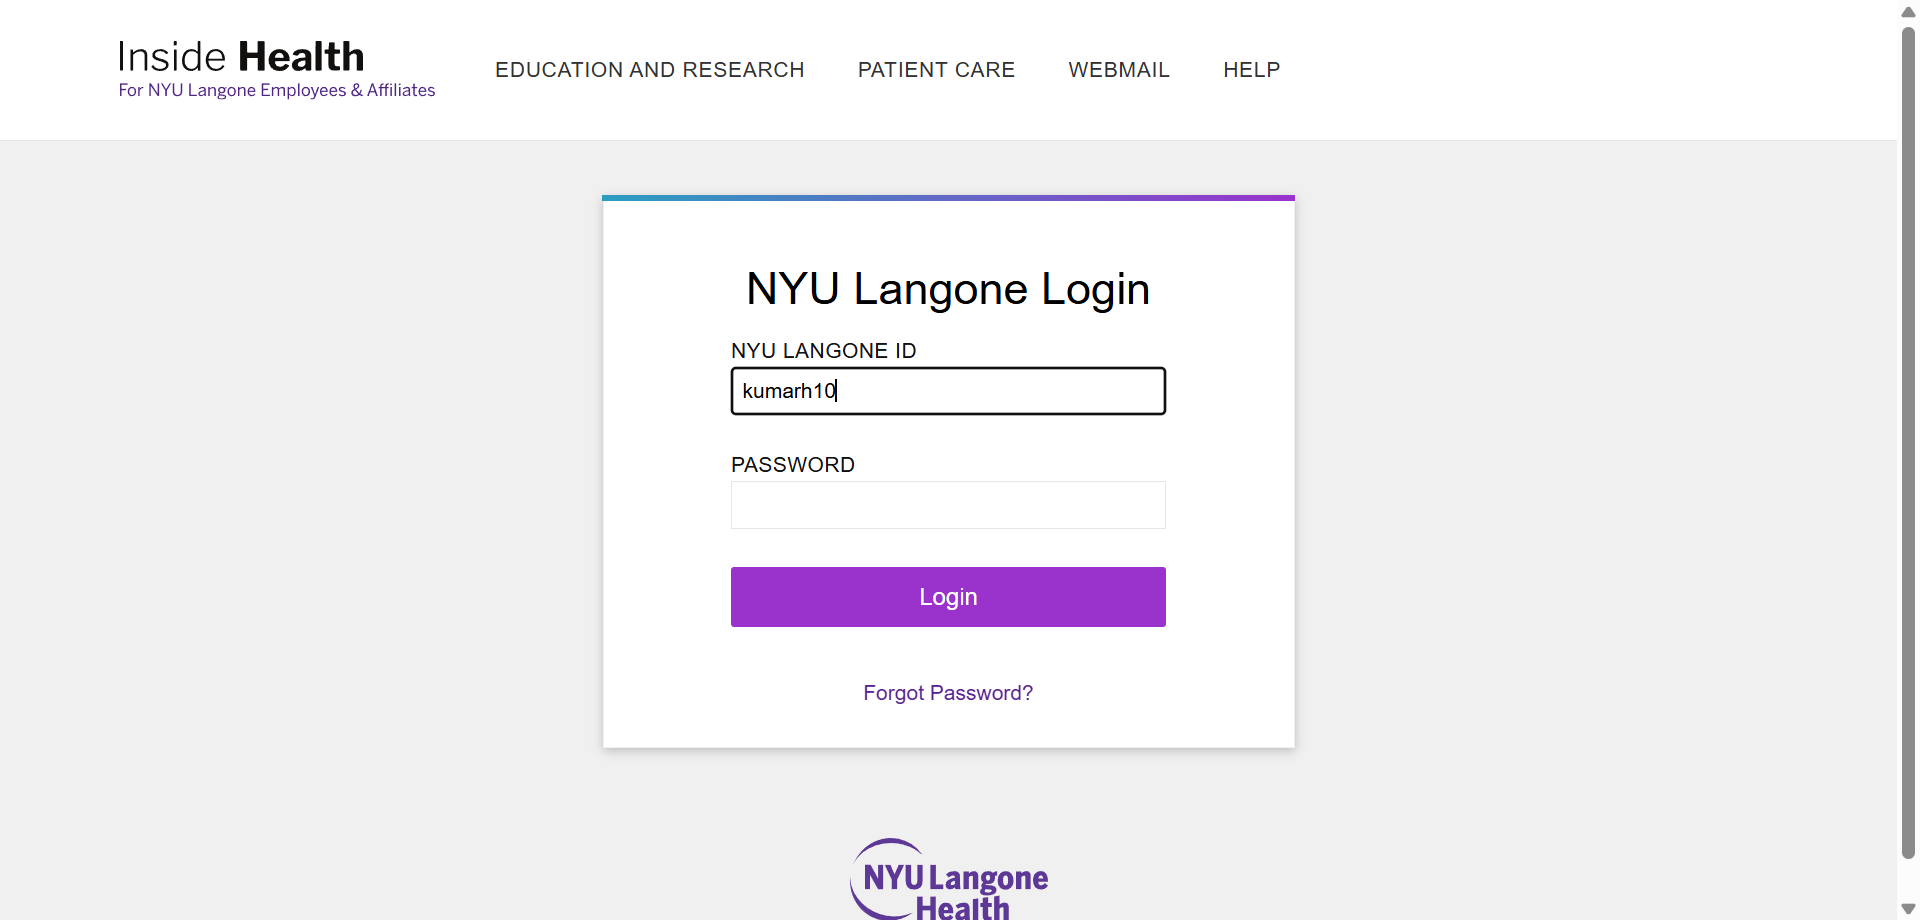 Inside Health
For NYU Langone Employees & Affiliates
EDUCATION AND RESEARCH
PATIENT CARE
WEBMAIL
HELP
NYU Langone Login
NYU LANGONE ID
kumarh10
PASSWORD
Login
Forgot Password?
NYU Langone
Health